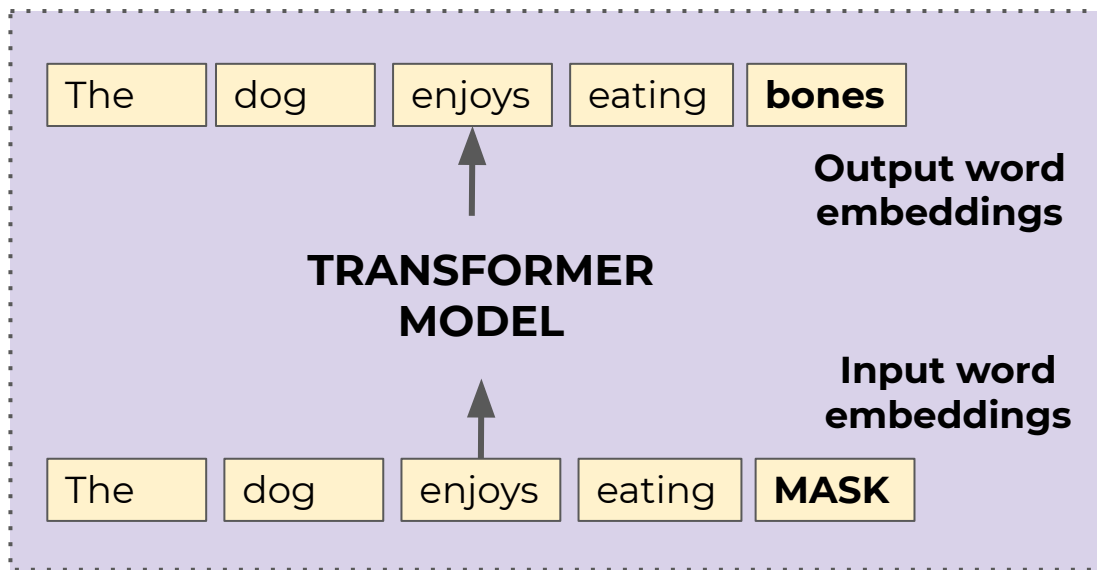 The dog enjoys eating bones
Output word
embeddings
TRANSFORMER
MODEL
Input word
embeddings
The dog enjoys eating MASK